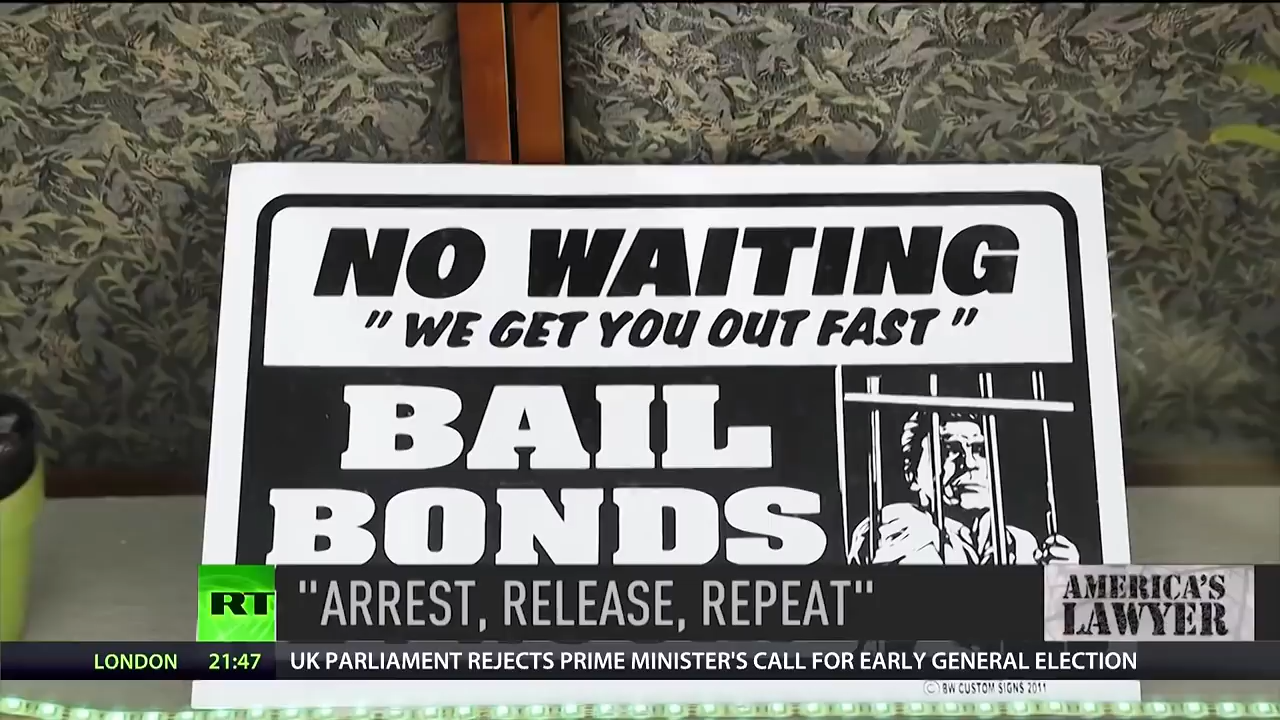 NO WAITING
" WE GET YOU OUT FAST "
BAIL
BONDS
RT
"ARREST, RELEASE, REPEAT"
AMERICA'S
LAWYER
LONDON 21:47 UK PARLIAMENT REJECTS PRIME MINISTER'S CALL FOR EARLY GENERAL ELECTION
© BW CUSTOM SIGNS 2011